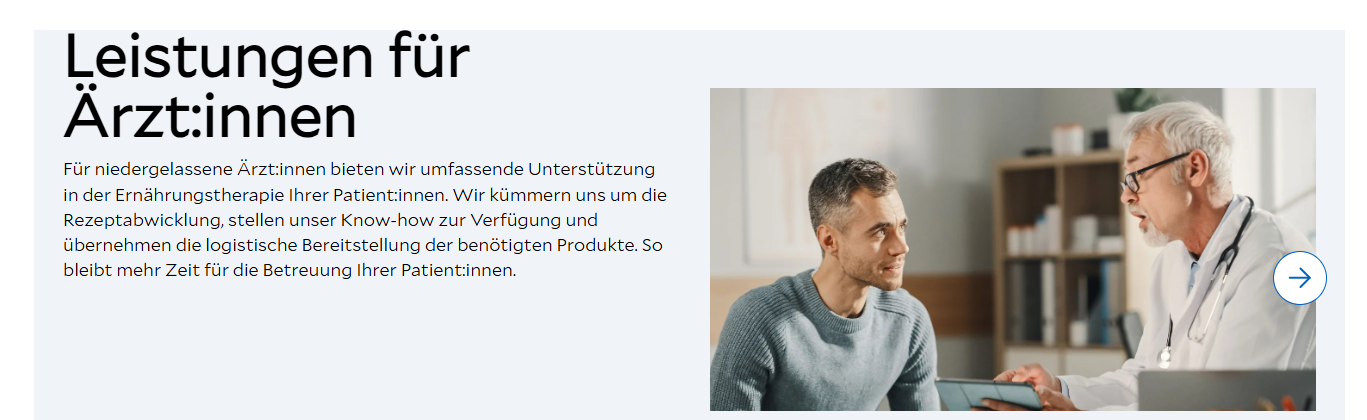 Leistungen für
Ärzt:innen
Für niedergelassene Ärzt:innen bieten wir umfassende Unterstützung
in der Ernährungstherapie Ihrer Patient:innen. Wir kümmern uns um die
Rezeptabwicklung, stellen unser Know-how zur Verfügung und
übernehmen die logistische Bereitstellung der benötigten Produkte. So
bleibt mehr Zeit für die Betreuung Ihrer Patient:innen.